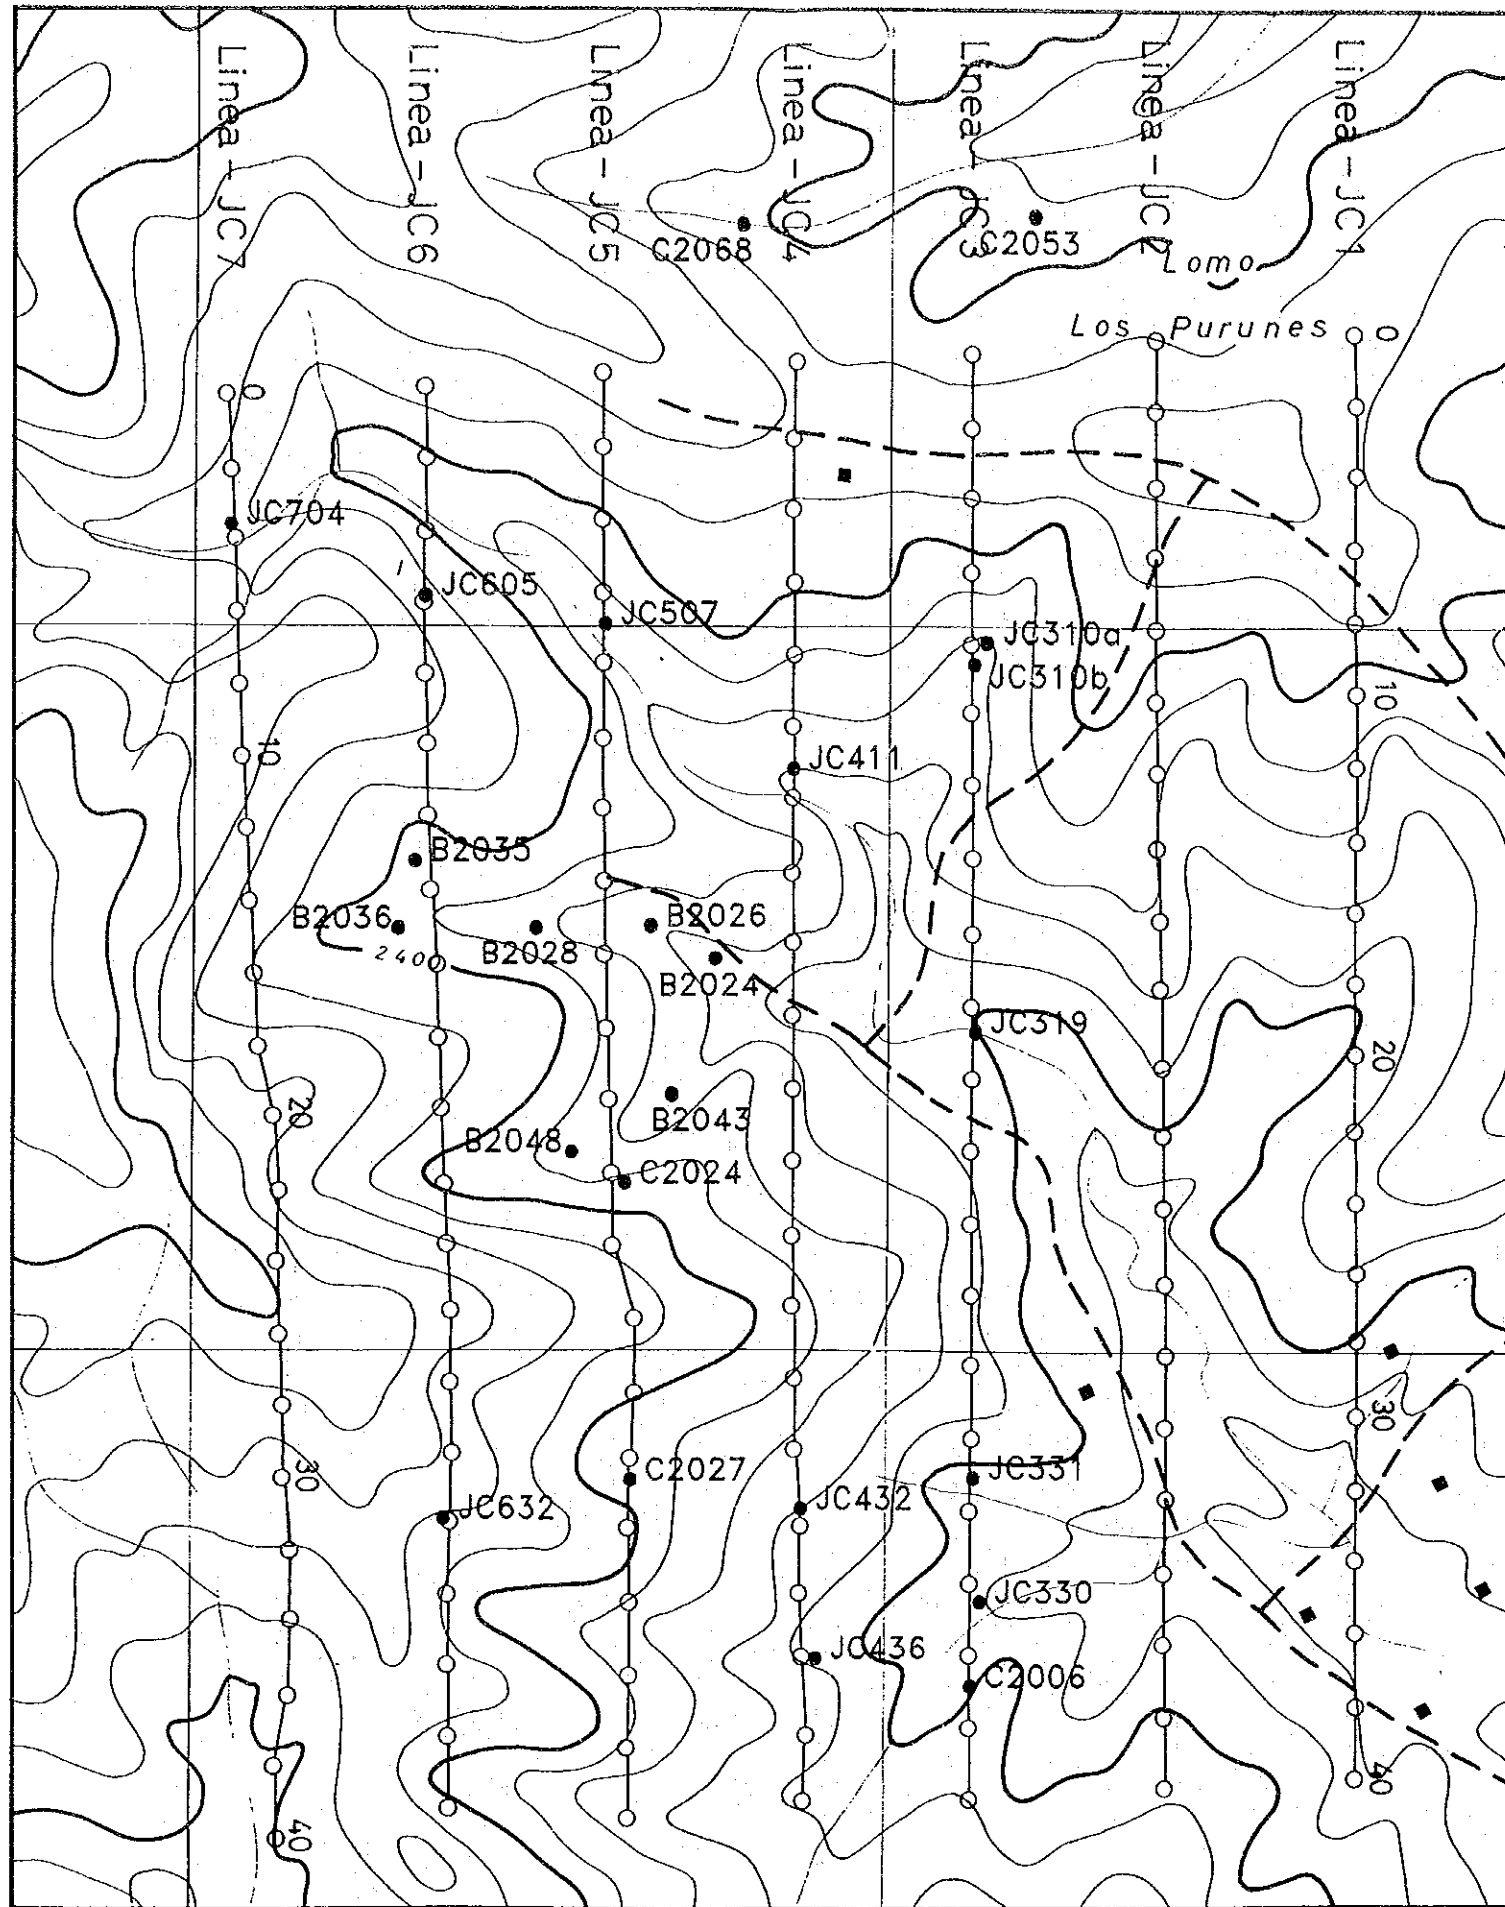 Linea-JC7
Linea-JC6
Linea-JC5
Linea-JC4
Linea-JC3
Linea-JC2
Linea-JC1
C2068
C2053
Lomo
Los Purunes
0
0
JC704
JC605
JC507
JC310a
JC310b
10
10
JC411
B2035
B2036
B2028
B2026
2400
B2024
JC319
20
20
B2043
B2048
C2024
30
30
C2027
JC331
JC432
JC632
JC330
JC436
C2006
40
40